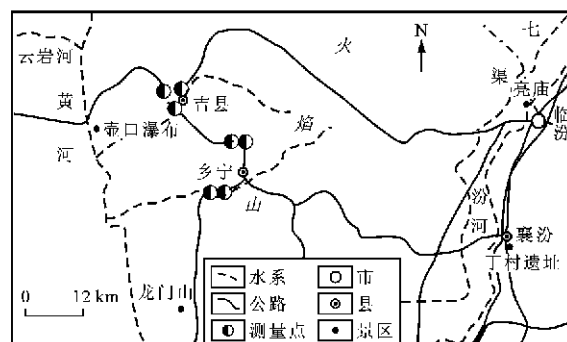 云岩河
黄
河
壶口瀑布
吉县
火
焰
山
N
七
渠
尧庙
临
汾
乡宁
汾
河
襄汾
丁村遗址
龙门山
0 12 km
水系
市
公路
县
测量点
景区